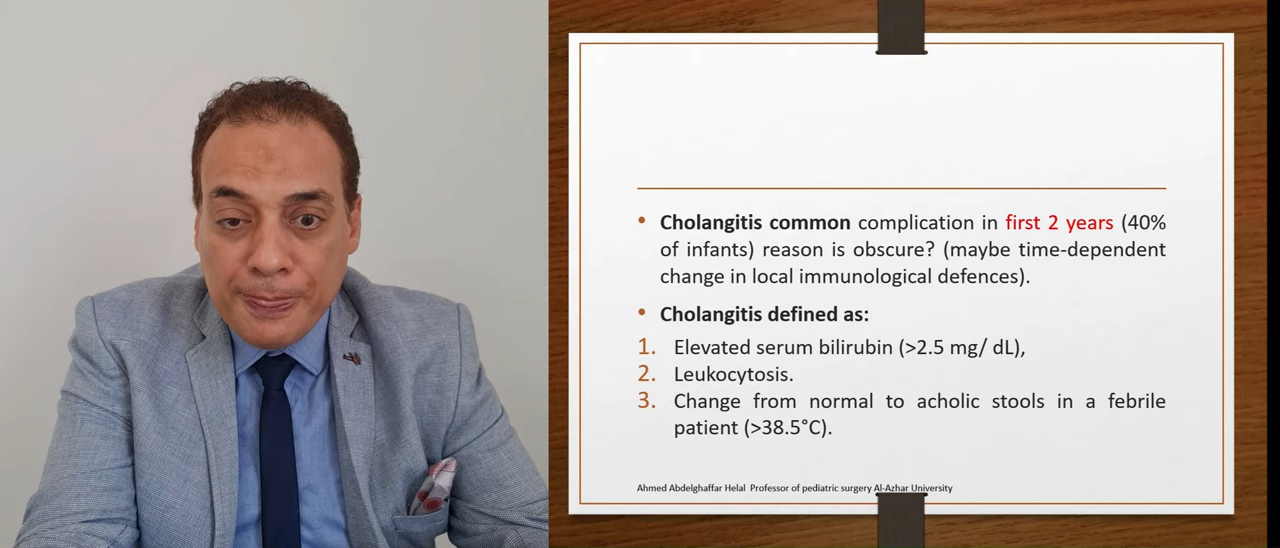 • Cholangitis common complication in first 2 years (40%
of infants) reason is obscure? (maybe time-dependent
change in local immunological defences).
• Cholangitis defined as:
1. Elevated serum bilirubin (>2.5 mg/ dL),
2. Leukocytosis.
3. Change from normal to acholic stools in a febrile
patient (>38.5°C).
Ahmed Abdelghaffar Helal Professor of pediatric surgery Al-Azhar University